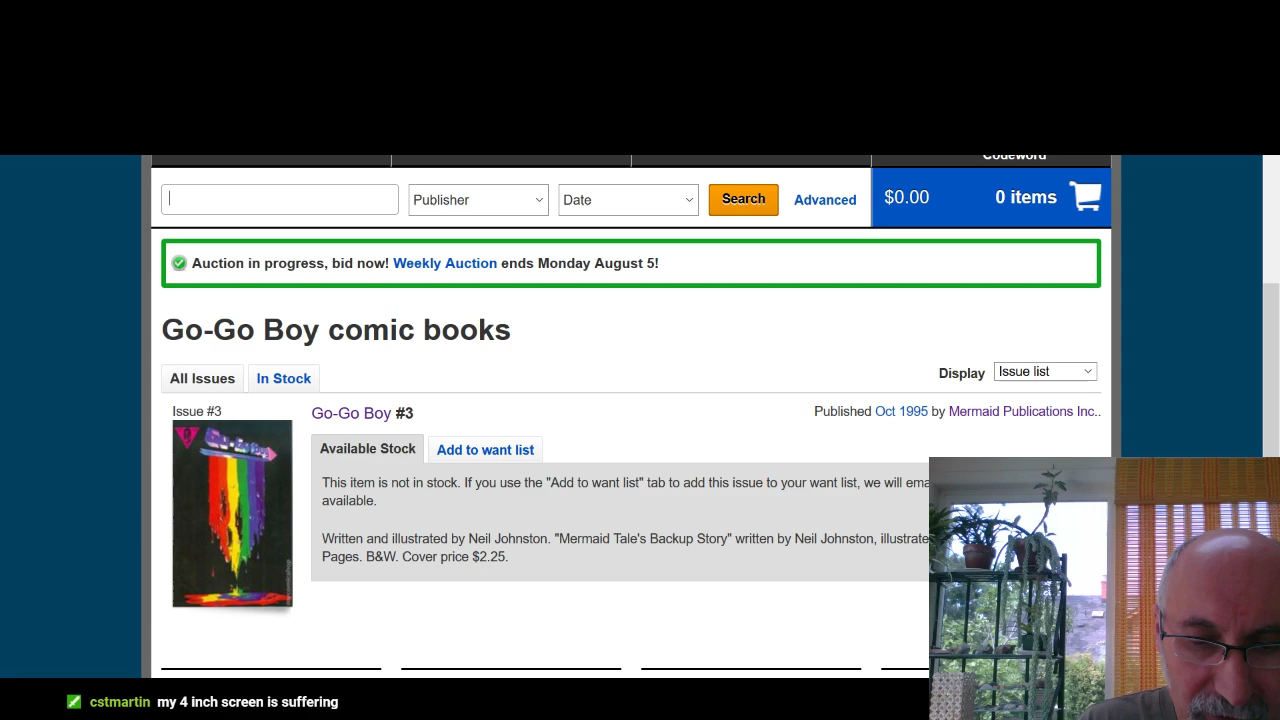 Codeword
Publisher
Date
Search
Advanced
$0.00
0 items
Auction in progress, bid now! Weekly Auction ends Monday August 5!
Go-Go Boy comic books
All Issues
In Stock
Display
Issue list
Issue #3
Go-Go Boy #3
Published Oct 1995 by Mermaid Publications Inc..
Go-Go Boy
Available Stock
Add to want list
This item is not in stock. If you use the "Add to want list" tab to add this issue to your want list, we will
available.
Written and illustrated by Neil Johnston. "Mermaid Tale's Backup Story" written by Neil Johnston,
Pages. B&W. Cover price $2.25.
cstmartin my 4 inch screen is suffering